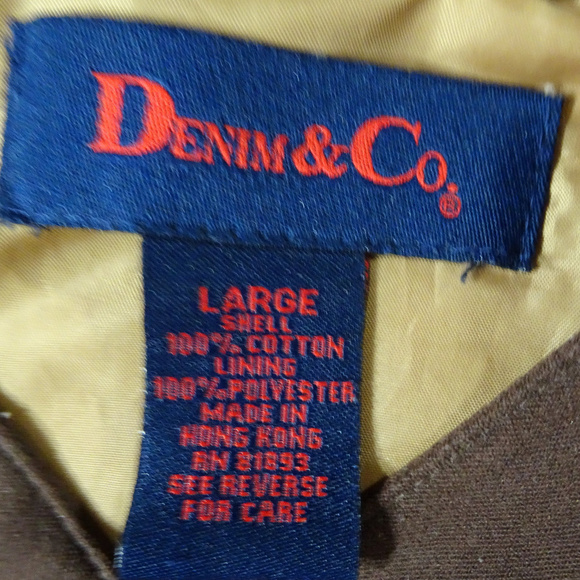 DENIM & CO.®
LARGE
SHELL
100% COTTON
LINING
100% POLYESTER
MADE IN
HONG KONG
RN 81893
SEE REVERSE
FOR CARE